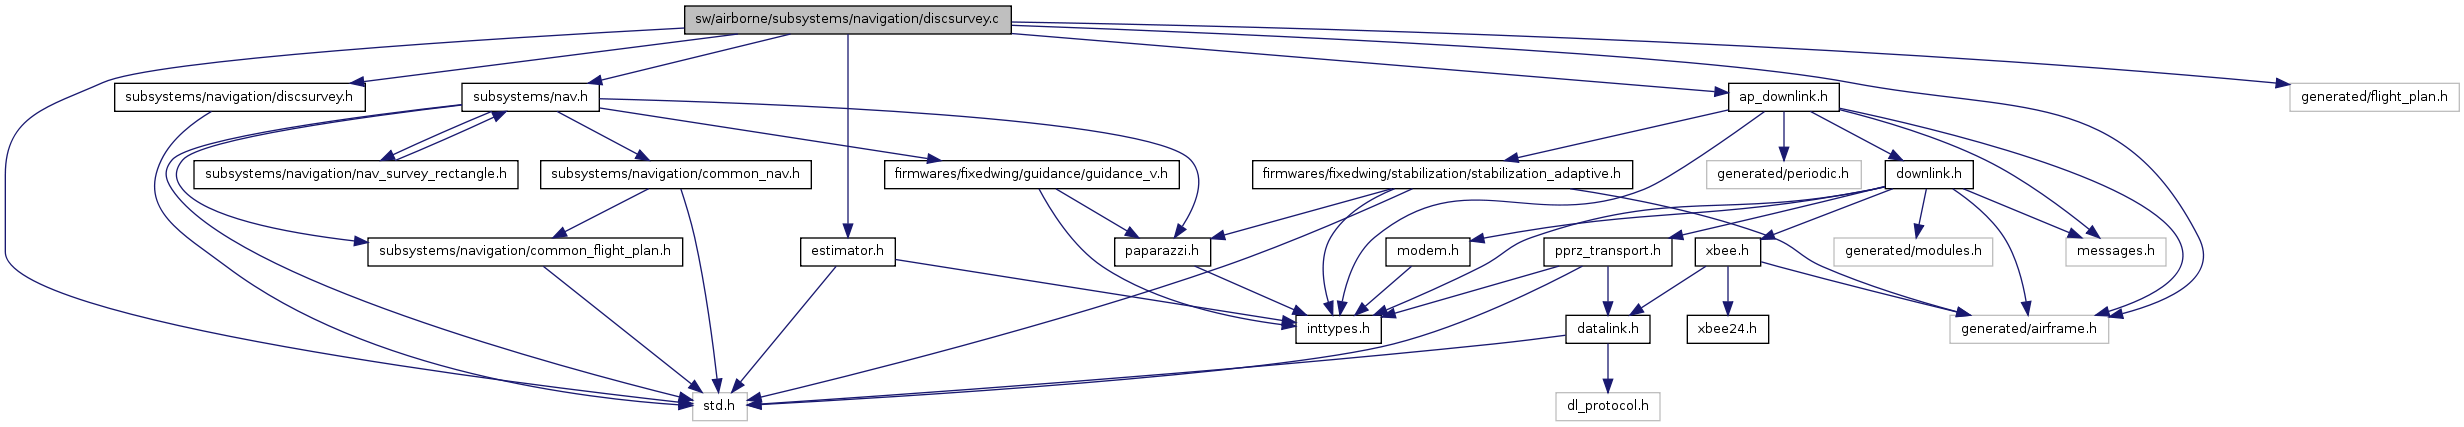 sw/airborne/subsystems/navigation/discsurvey.c
subsystems/navigation/discsurvey.h
subsystems/nav.h
ap_downlink.h
generated/flight_plan.h
subsystems/navigation/nav_survey_rectangle.h
subsystems/navigation/common_nav.h
firmwares/fixedwing/guidance/guidance_v.h
firmwares/fixedwing/stabilization/stabilization_adaptive.h
generated/periodic.h
downlink.h
subsystems/navigation/common_flight_plan.h
estimator.h
paparazzi.h
modem.h
pprz_transport.h
xbee.h
generated/modules.h
messages.h
inttypes.h
datalink.h
xbee24.h
generated/airframe.h
std.h
dl_protocol.h